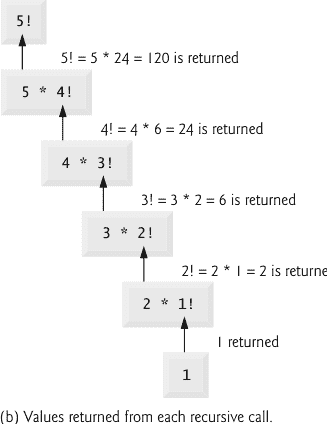 5!
5! = 5 * 24 = 120 is returned
5 * 4!
4! = 4 * 6 = 24 is returned
4 * 3!
3! = 3 * 2 = 6 is returned
3 * 2!
2! = 2 * 1 = 2 is returne
2 * 1!
1 returned
1
(b) Values returned from each recursive call.